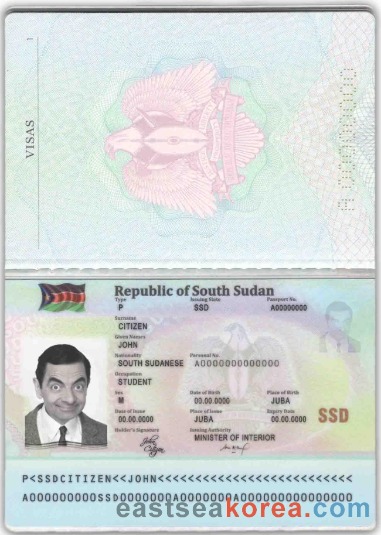 VISAS
1
Republic of South Sudan
Type Issuing State Passport No.
P SSD A00000000
Surname
CITIZEN
Given Names
JOHN
Nationality Personal No.
SOUTH SUDANESE A0000000000000
Occupation
STUDENT
Sex Date of Birth Place of Birth
M 00.00.0000 JUBA
Date of Issue Place of Issue Expiry Date
00.00.0000 JUBA 00.00.0000
SSD
Holder's Signature Issuing Authority
MINISTER OF INTERIOR
John Citizen
P<SSDCITIZEN<<JOHN<<<<<<<<<<<<<<<<<<<<<<<<<<
eastseakorea.com